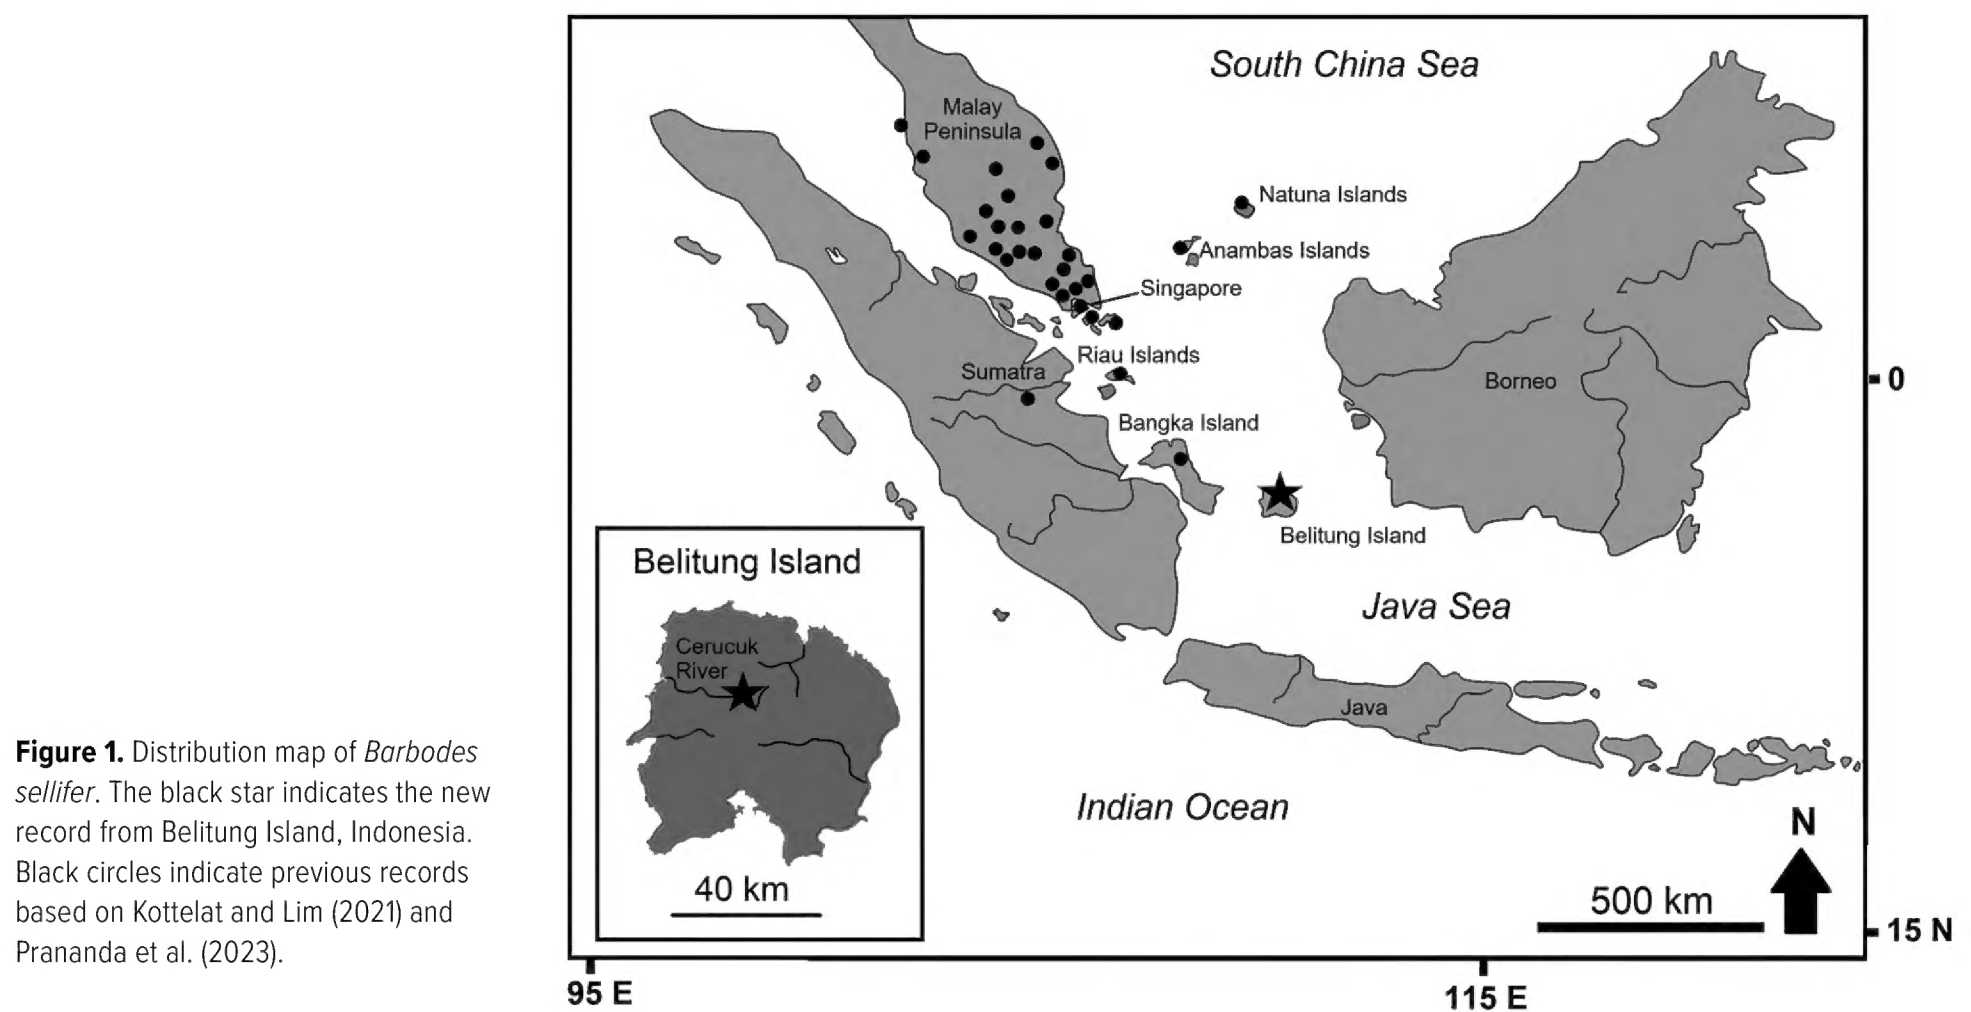 South China Sea
Malay
Peninsula
Natuna Islands
Anambas Islands
Singapore
Riau Islands
Sumatra
Borneo
0
Bangka Island
Belitung Island
Belitung Island
Java Sea
Cerucuk
River
Java
Indian Ocean
N
40 km
500 km
15 N
95 E
115 E
Figure 1. Distribution map of Barbodes
sellifer. The black star indicates the new
record from Belitung Island, Indonesia.
Black circles indicate previous records
based on Kottelat and Lim (2021) and
Prananda et al. (2023).